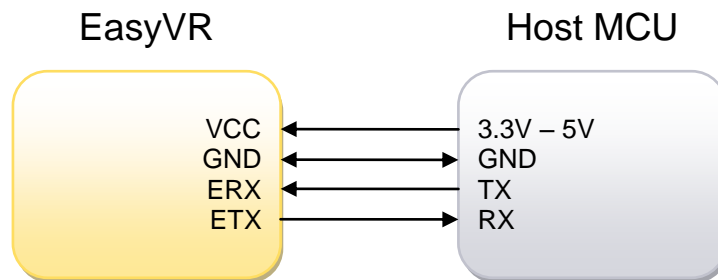 EasyVR Host MCU
VCC 3.3V – 5V
GND GND
ERX TX
ETX RX